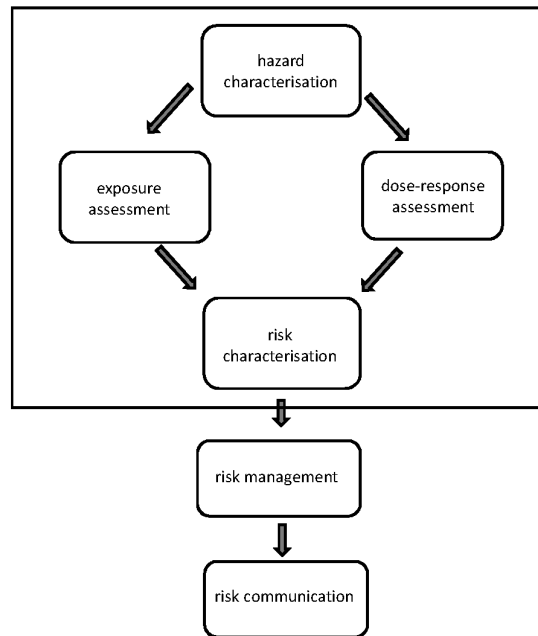 hazard
characterisation
exposure
assessment
dose-response
assessment
risk
characterisation
risk management
risk communication